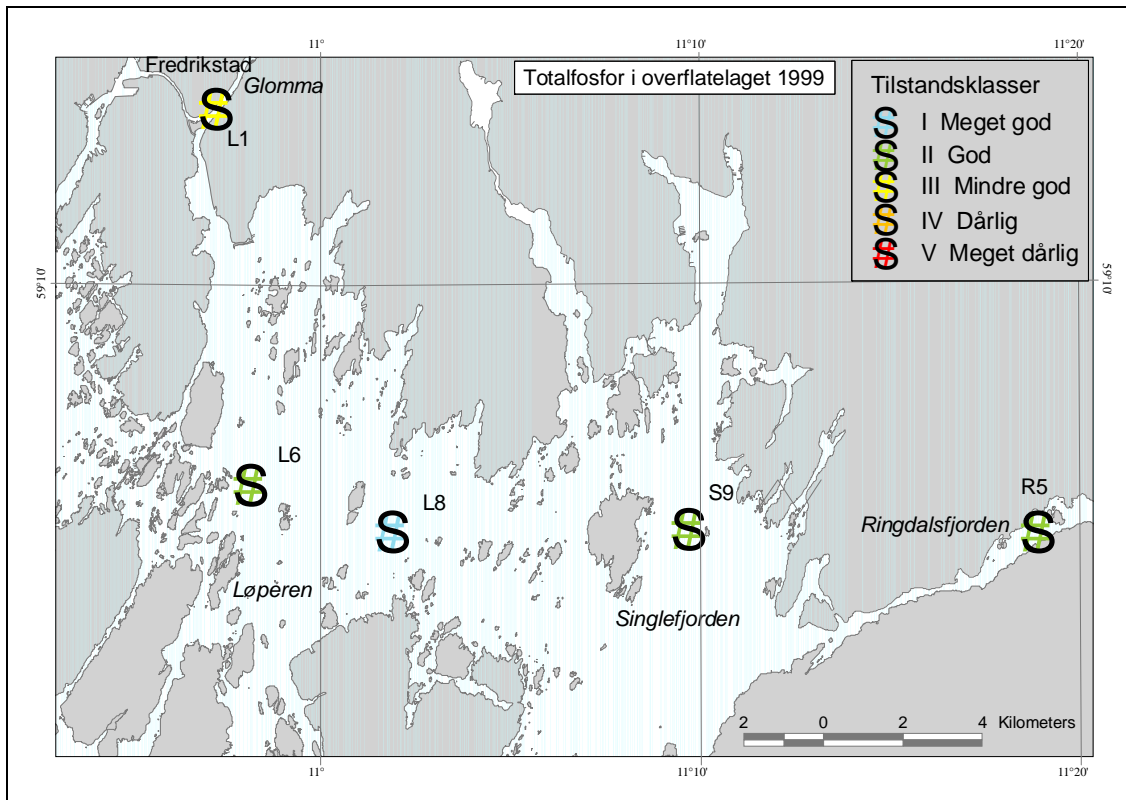 11°
11°10'
11°20'
Fredrikstad
Glomma
L1
Totalfosfor i overflatelaget 1999
Tilstandsklasser
S I Meget god
S II God
S III Mindre god
S IV Dårlig
S V Meget dårlig
59°10'
59°10'
S
L6
S
L8
S
S9
S
R5
S
Ringdalsfjorden
Løperen
Singlefjorden
2 0 2 4 Kilometers
11°
11°10'
11°20'